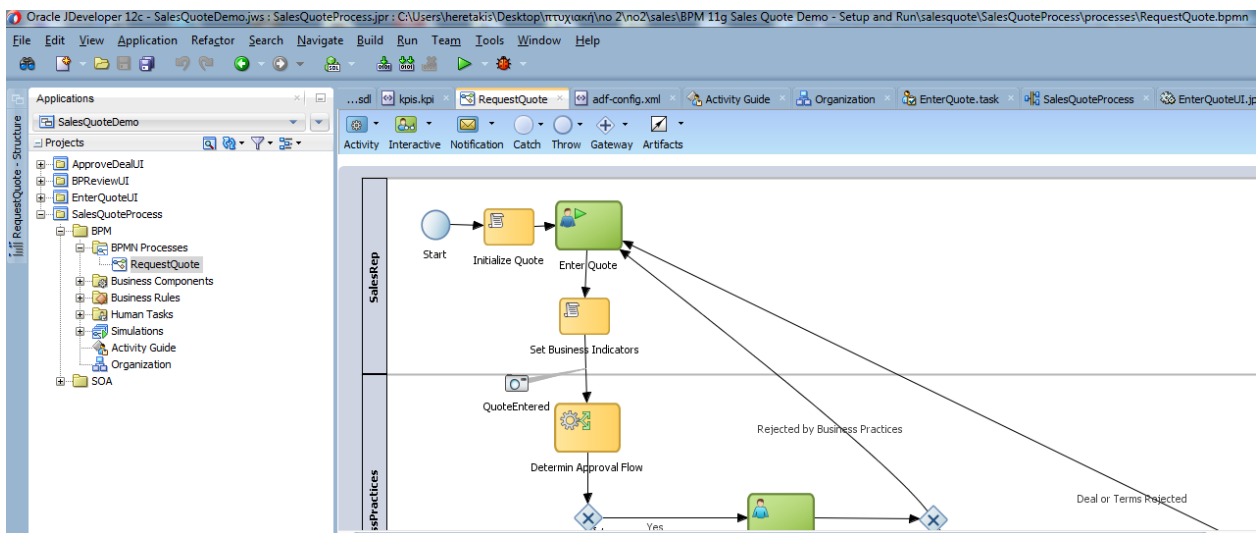 Oracle JDeveloper 12c - SalesQuoteDemo.jws : SalesQuoteProcess.jpr : C:\Users\heretakis\Desktop\πτυχιακή\no 2\no2\sales\BPM 11g Sales Quote Demo - Setup and Run\salesquote\SalesQuoteProcess\processes\RequestQuote.bpmn
File Edit View Application Refactor Search Navigate Build Run Team Tools Window Help
Applications
...sdl kpis.kpi RequestQuote adf-config.xml Activity Guide Organization EnterQuote.task SalesQuoteProcess EnterQuoteUI.jp
SalesQuoteDemo
Projects
Activity Interactive Notification Catch Throw Gateway Artifacts
RequestQuote - Structure
ApproveDealUI
BPReviewUI
EnterQuoteUI
SalesQuoteProcess
BPM
BPMN Processes
RequestQuote
Business Components
Business Rules
Human Tasks
Simulations
Activity Guide
Organization
SOA
SalesRep
Start
Initialize Quote
Enter Quote
Set Business Indicators
QuoteEntered
Determin Approval Flow
Rejected by Business Practices
Deal or Terms Rejected
ssPractices
Yes